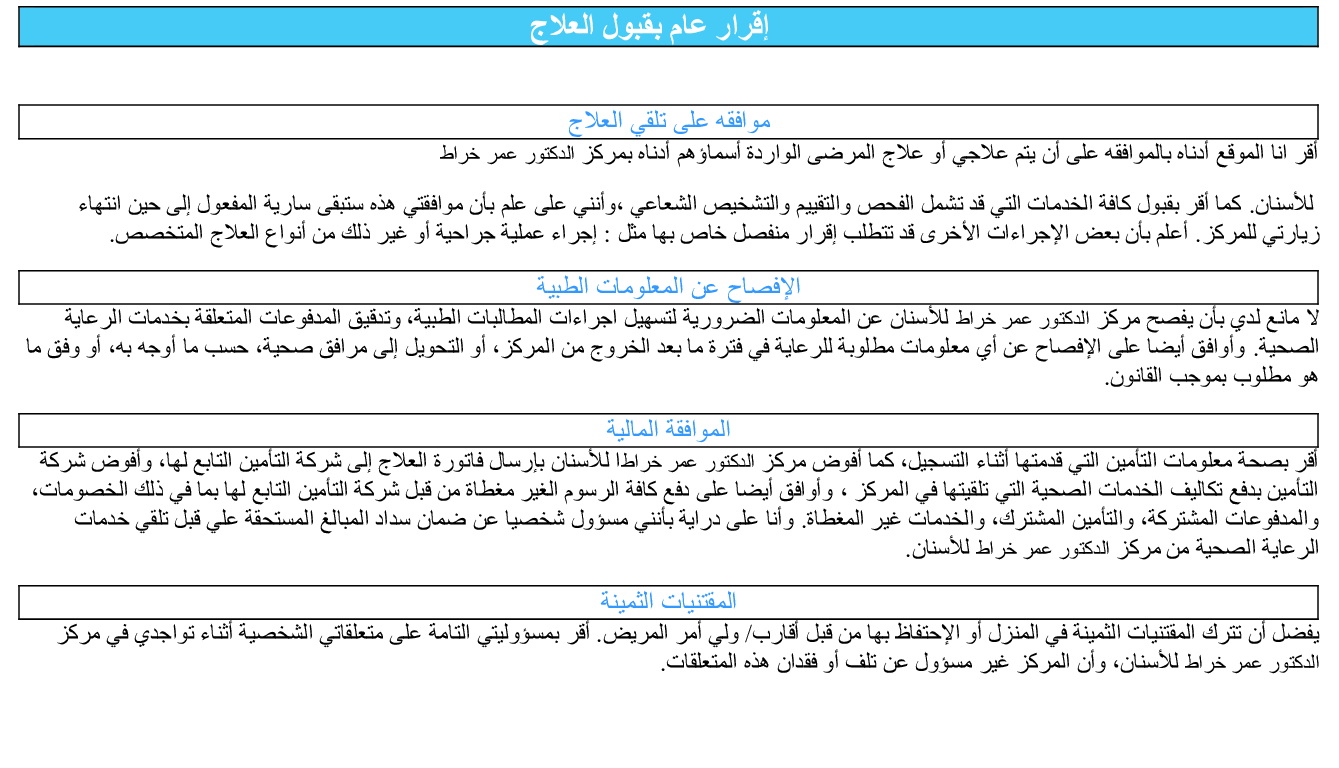 إقرار عام بقبول العلاج
موافقه على تلقي العلاج
أقر انا الموقع أدناه بالموافقه على أن يتم علاجي أو علاج المرضى الواردة أسماؤهم أدناه بمركز الدكتور عمر خراط
للأسنان. كما أقر بقبول كافة الخدمات التي قد تشمل الفحص والتقييم والتشخيص الشعاعي ،وأنني على علم بأن موافقتي هذه ستبقى سارية المفعول إلى حين انتهاء
زيارتي للمركز. أعلم بأن بعض الإجراءات الأخرى قد تتطلب إقرار منفصل خاص بها مثل : إجراء عملية جراحية أو غير ذلك من أنواع العلاج المتخصص.
الإفصاح عن المعلومات الطبية
لا مانع لدي بأن يفصح مركز الدكتور عمر خراط للأسنان عن المعلومات الضرورية لتسهيل اجراءات المطالبات الطبية، وتدقيق المدفوعات المتعلقة بخدمات الرعاية
الصحية. وأوافق أيضا على الإفصاح عن أي معلومات مطلوبة للرعاية في فترة ما بعد الخروج من المركز، أو التحويل إلى مرافق صحية، حسب ما أوجه به، أو وفق ما
هو مطلوب بموجب القانون.
الموافقة المالية
أقر بصحة معلومات التأمين التي قدمتها أثناء التسجيل، كما أفوض مركز الدكتور عمر خراطا للأسنان بإرسال فاتورة العلاج إلى شركة التأمين التابع لها، وأفوض شركة
التأمين بدفع تكاليف الخدمات الصحية التي تلقيتها في المركز ، وأوافق أيضا على دفع كافة الرسوم الغير مغطاة من قبل شركة التأمين التابع لها بما في ذلك الخصومات،
والمدفوعات المشتركة، والتأمين المشترك، والخدمات غير المغطاة. وأنا على دراية بأنني مسؤول شخصيا عن ضمان سداد المبالغ المستحقة علي قبل تلقي خدمات
الرعاية الصحية من مركز الدكتور عمر خراط للأسنان.
المقتنيات الثمينة
يفضل أن تترك المقتنيات الثمينة في المنزل أو الإحتفاظ بها من قبل أقارب/ ولي أمر المريض. أقر بمسؤوليتي التامة على متعلقاتي الشخصية أثناء تواجدي في مركز
الدكتور عمر خراط للأسنان، وأن المركز غير مسؤول عن تلف أو فقدان هذه المتعلقات.